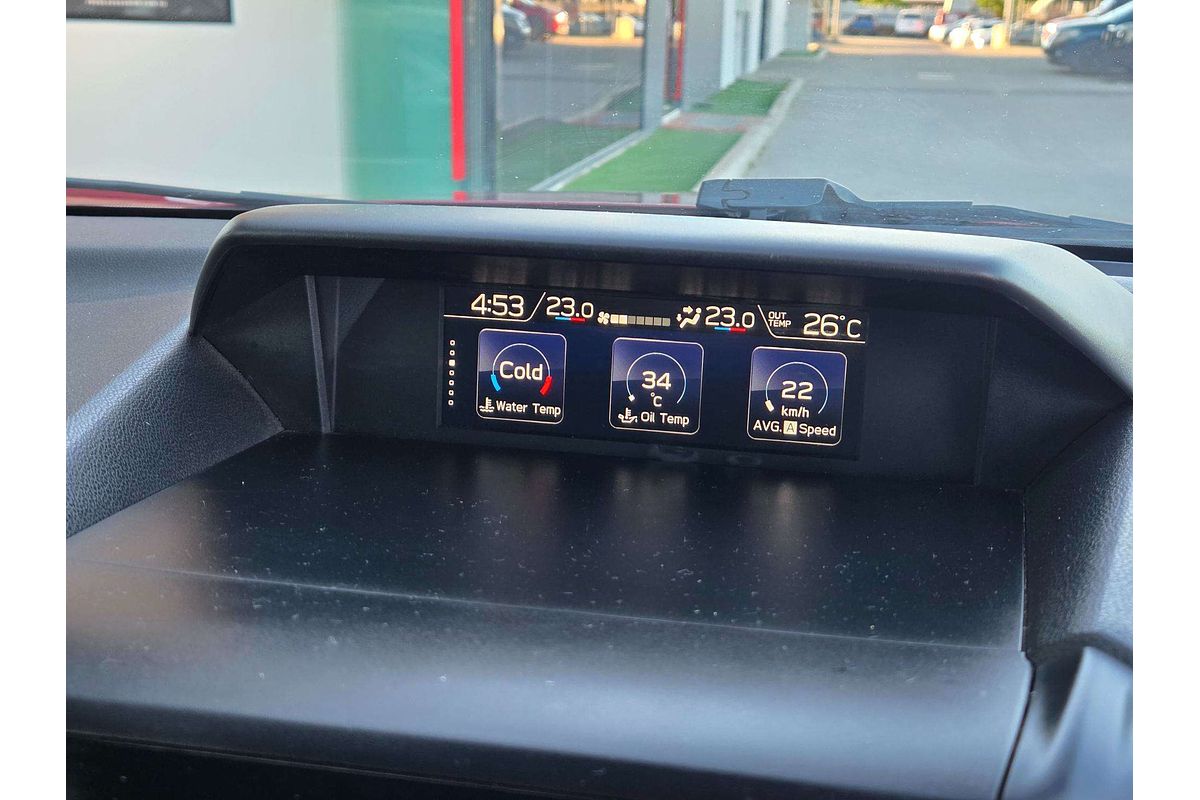 4:53 23.0 23.0 OUT TEMP 26°C
Cold
Water Temp
34
°C
Oil Temp
22
km/h
AVG. A Speed